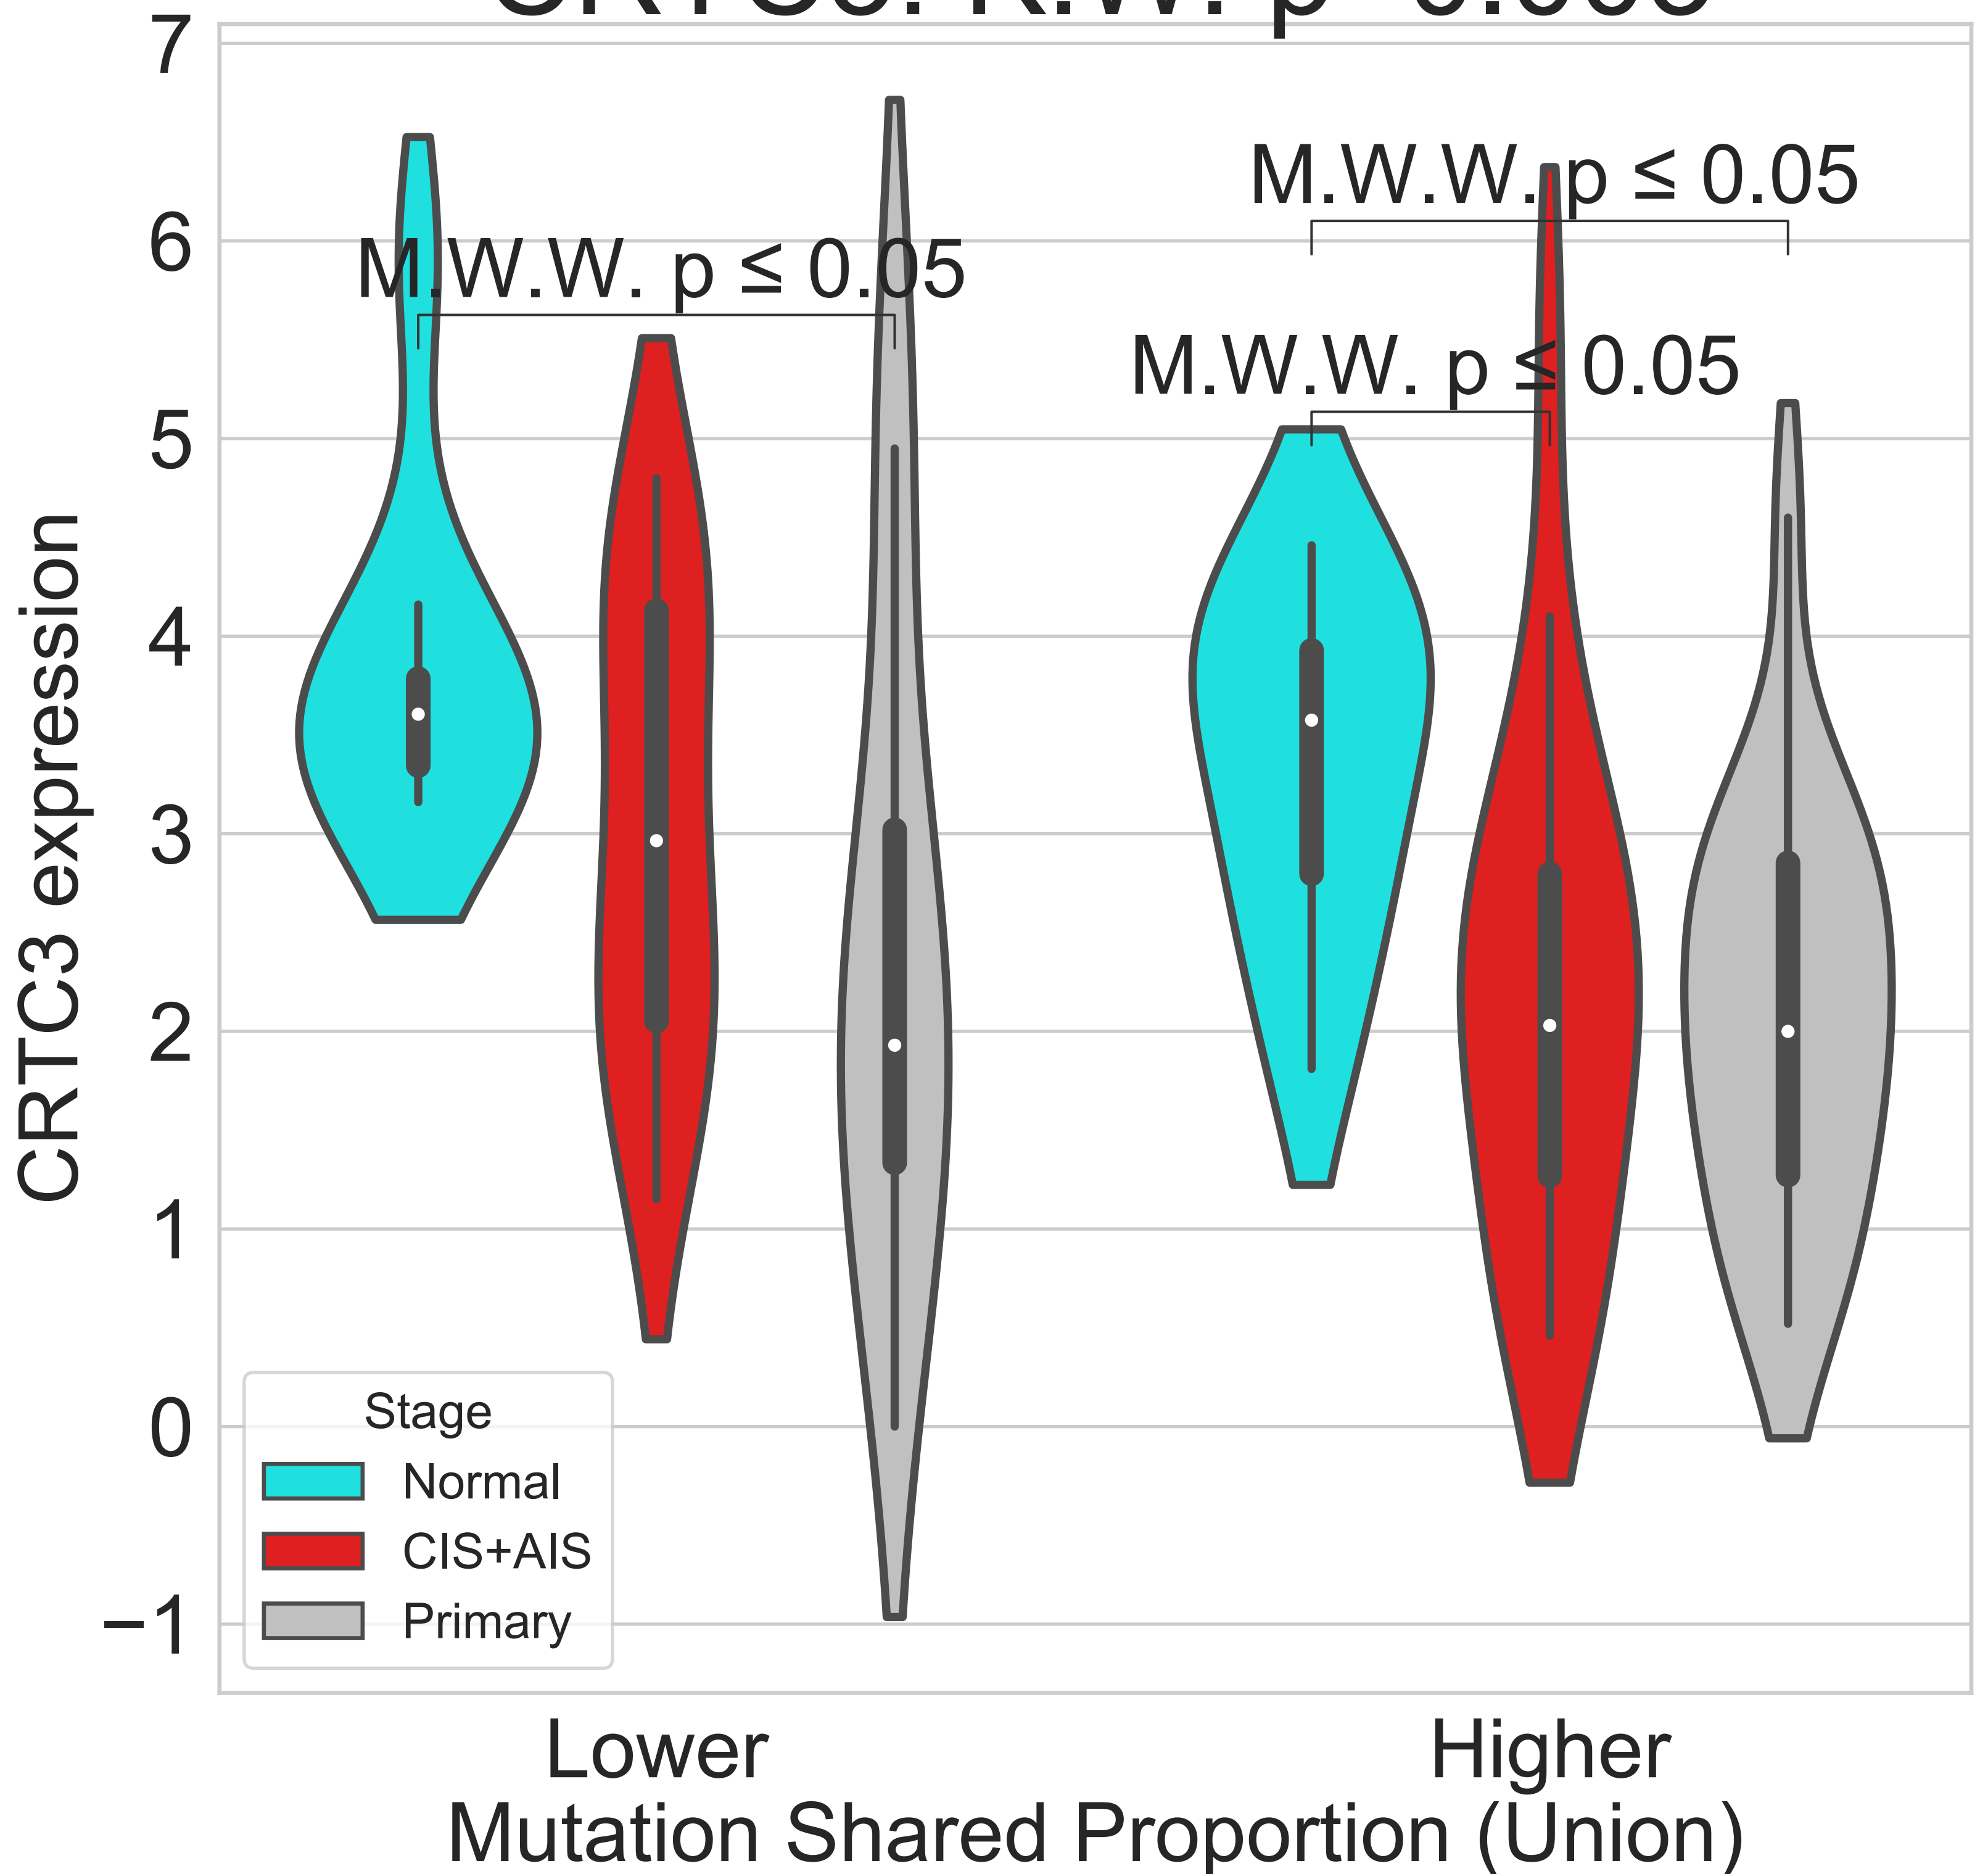 7
6
5
4
3
2
1
0
−1
CRTC3 expression
M.W.W. p ≤ 0.05
M.W.W. p ≤ 0.05
M.W.W. p ≤ 0.05
Stage
Normal
CIS+AIS
Primary
Lower
Higher
Mutation Shared Proportion (Union)